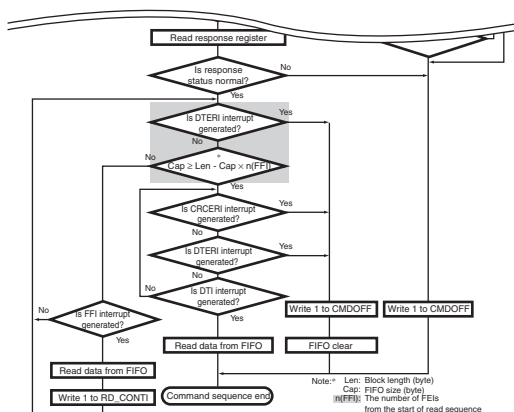 Read response register
Is response
status normal?
No
Yes
Is DTERI interrupt
generated?
Yes
No
No
*
Cap ≥ Len - Cap × n(FFI)
Yes
Is CRCERI interrupt
generated?
Yes
No
Is DTERI interrupt
generated?
Yes
No
No
Is DTI interrupt
generated?
Yes
No
Is FFI interrupt
generated?
Yes
Write 1 to CMDOFF
Write 1 to CMDOFF
Read data from FIFO
Read data from FIFO
FIFO clear
Write 1 to RD_CONTI
Command sequence end
Note:* Len: Block length (byte)
Cap: FIFO size (byte)
n(FFI): The number of FEIs
from the start of read sequence